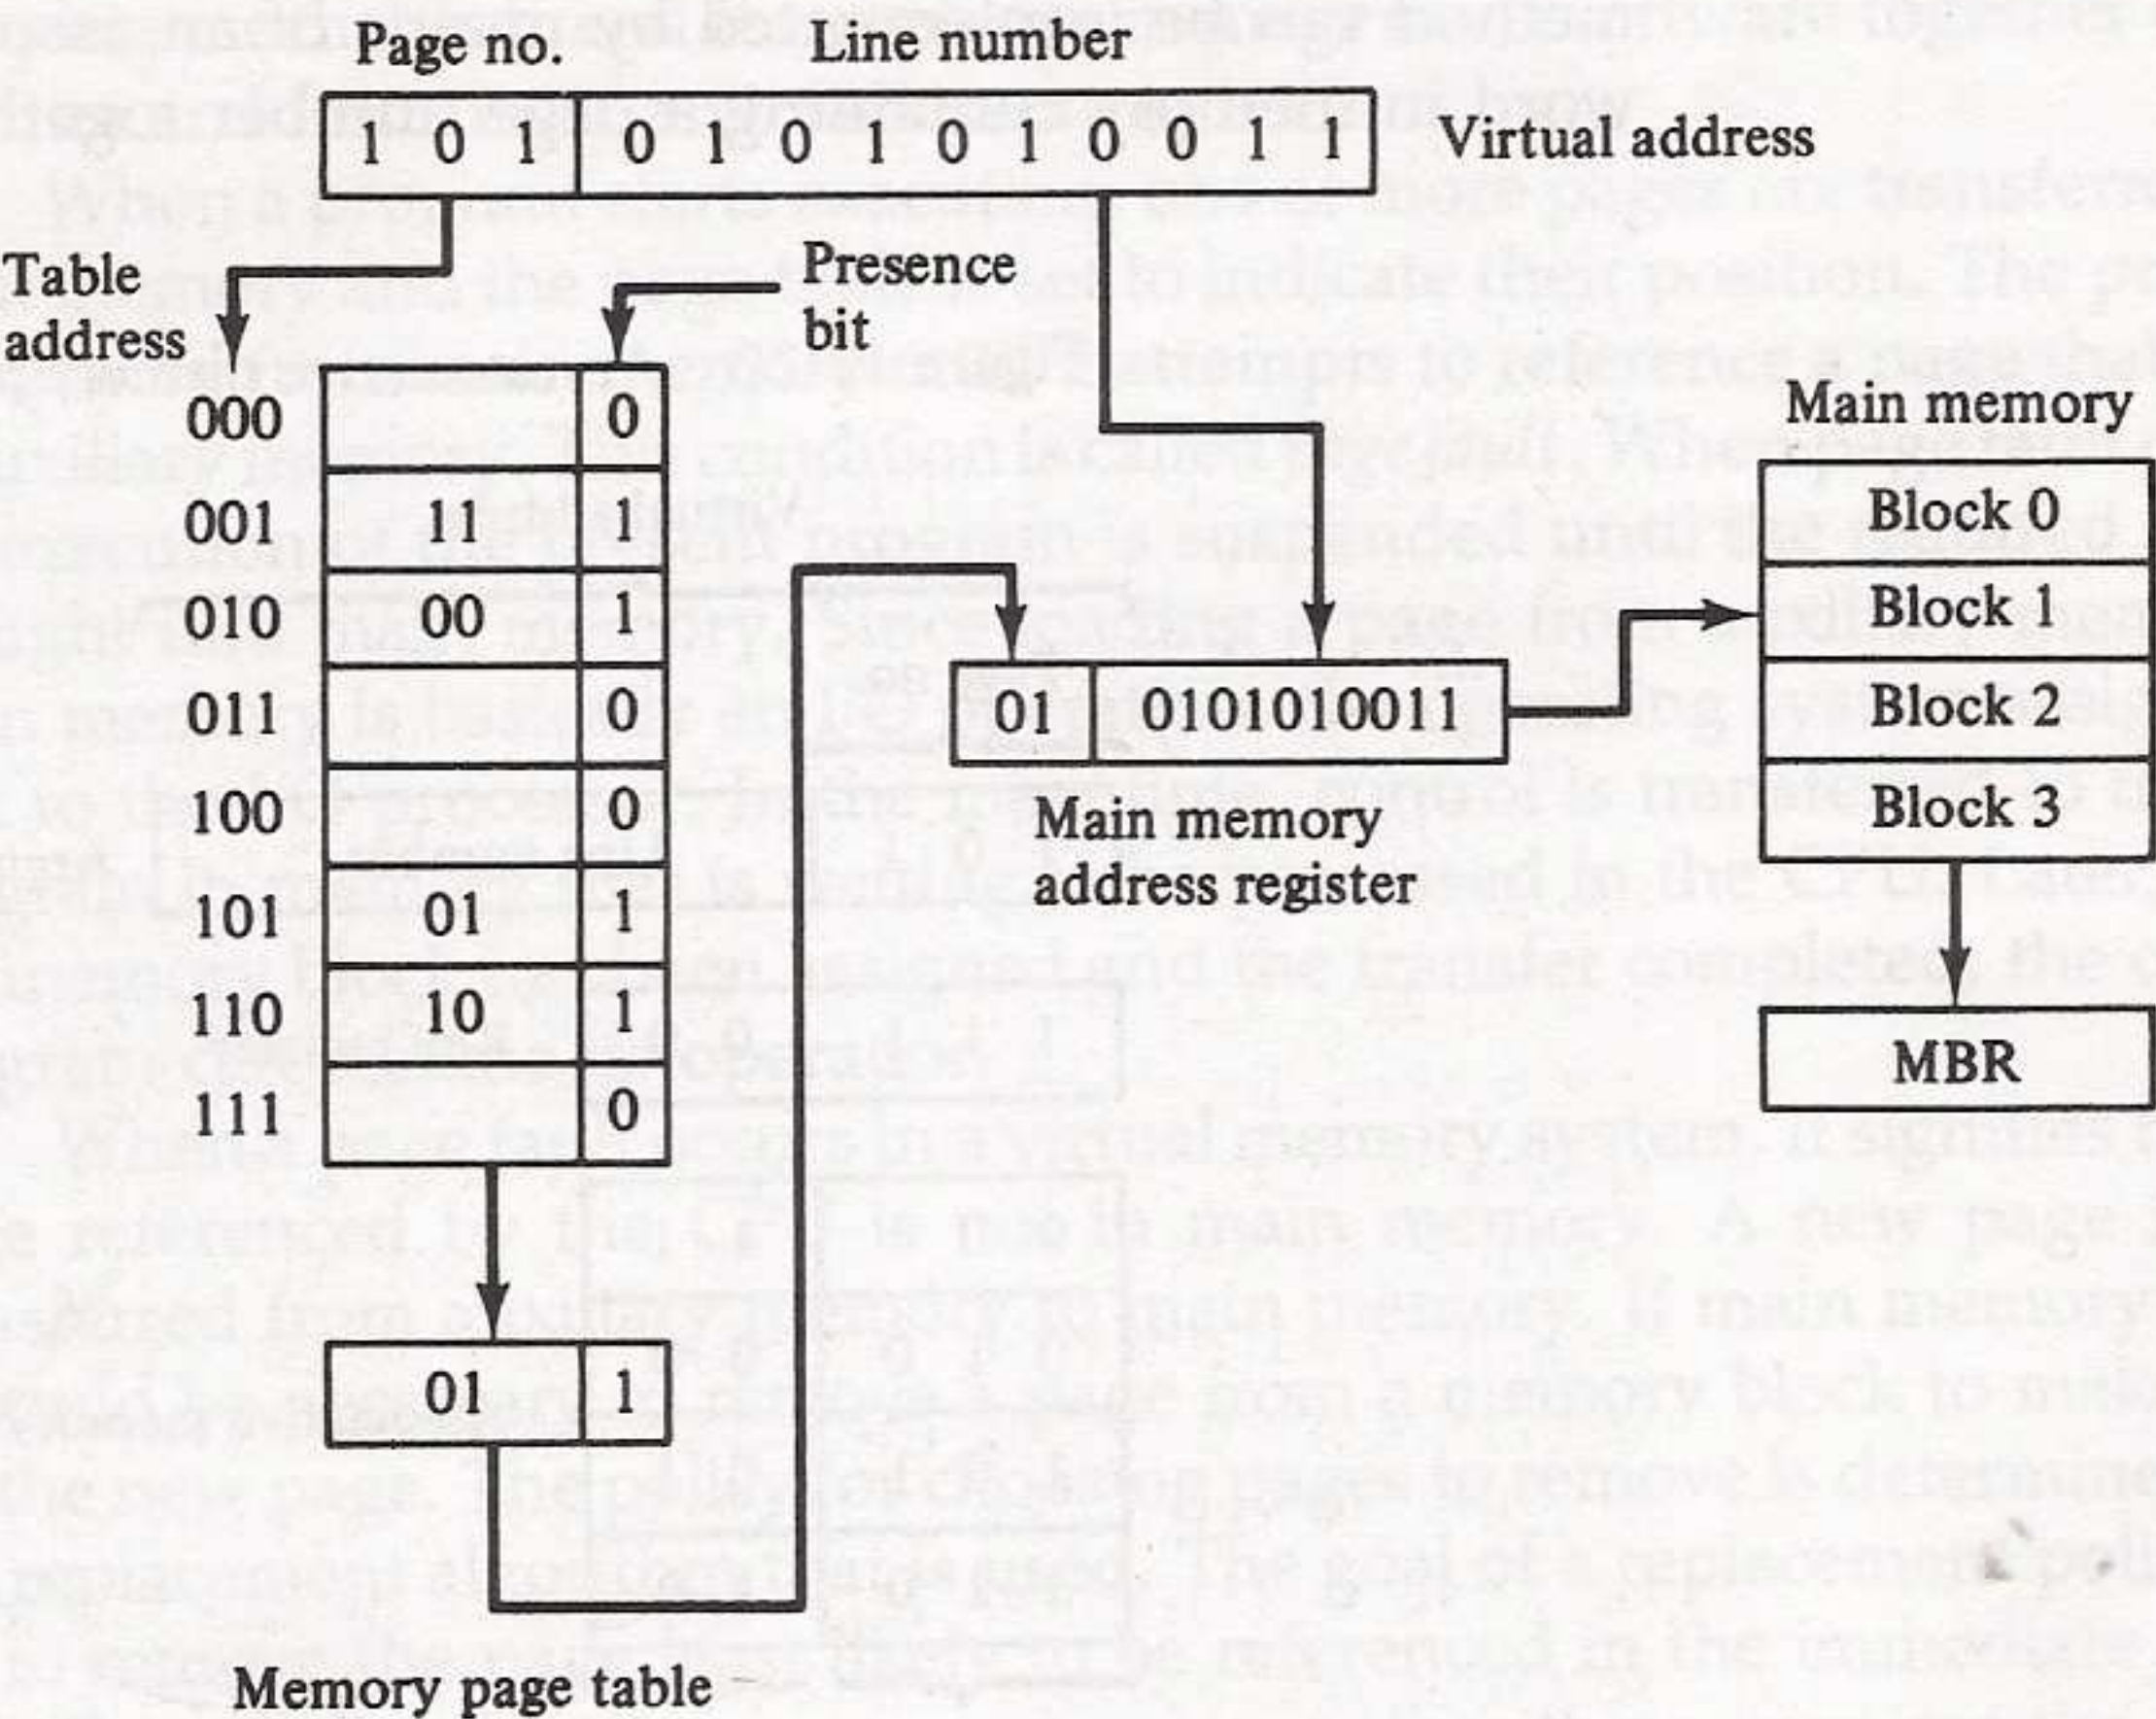 Page no. Line number
1 0 1 0 1 0 1 0 1 0 0 1 1 Virtual address
Table
address
Presence
bit
000 0
001 11 1
010 00 1
011 0
100 0
101 01 1
110 10 1
111 0
01 1
Memory page table
01 0101010011
Main memory
address register
Main memory
Block 0
Block 1
Block 2
Block 3
MBR